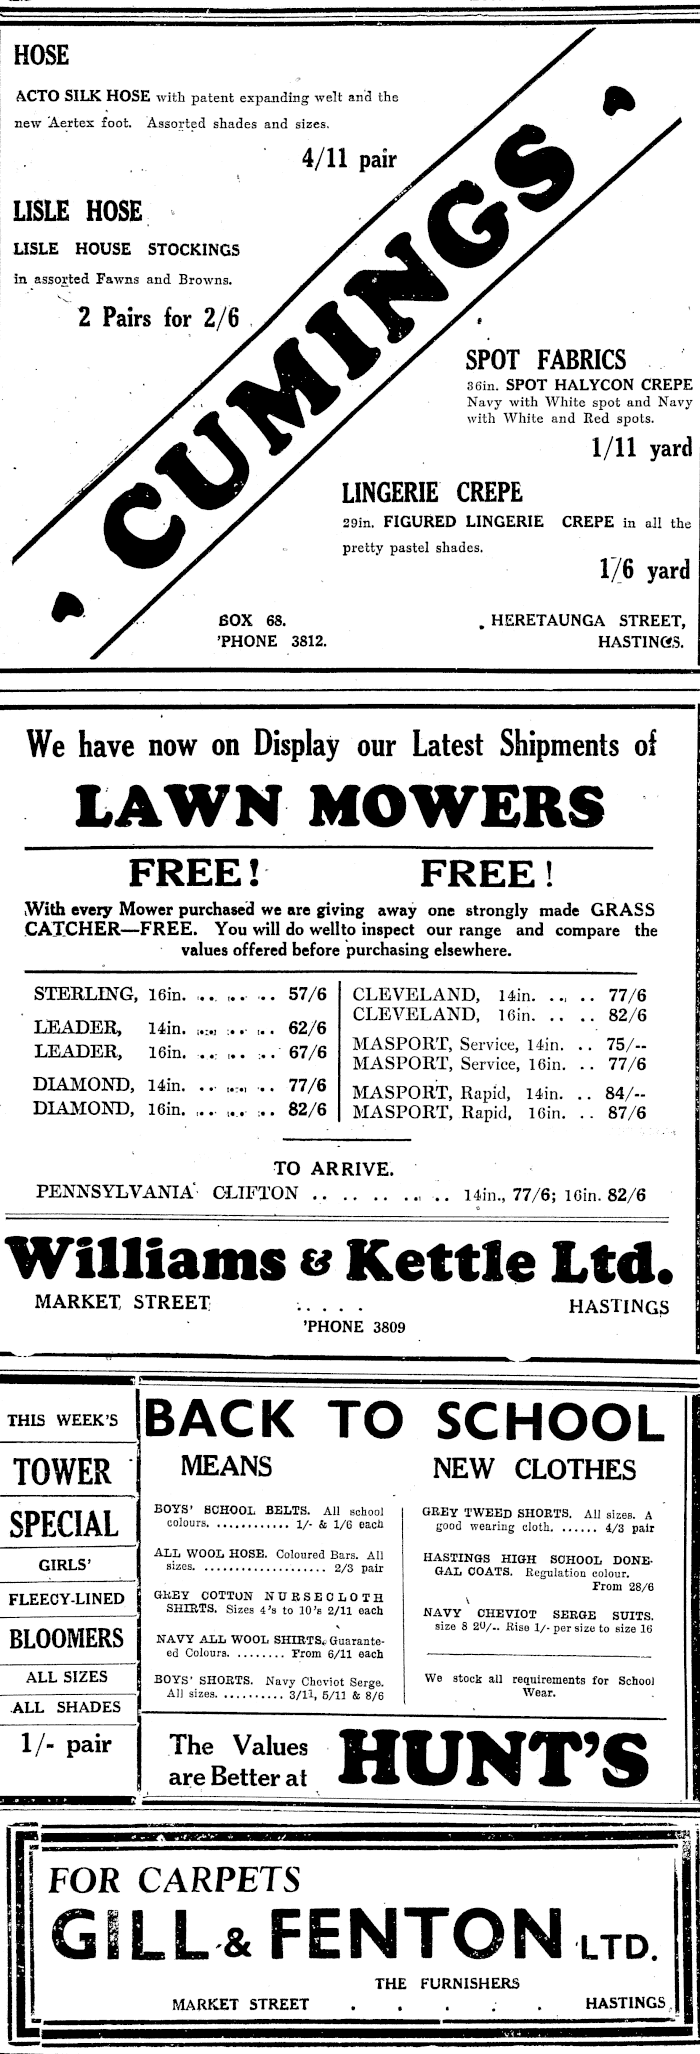 HOSE
ACTO SILK HOSE with patent expanding welt and the
new Aertex foot. Assorted shades and sizes.
4/11 pair
LISLE HOSE
LISLE HOUSE STOCKINGS
in assorted Fawns and Browns.
2 Pairs for 2/6
CUMINGS
SPOT FABRICS
36in. SPOT HALYCON CREPE
Navy with White spot and Navy
with White and Red spots.
1/11 yard
LINGERIE CREPE
29in. FIGURED LINGERIE CREPE in all the
pretty pastel shades.
1/6 yard
BOX 68.
'PHONE 3812.
HERETAUNGA STREET,
HASTINGS.
We have now on Display our Latest Shipments of
LAWN MOWERS
FREE! FREE!
With every Mower purchased we are giving away one strongly made GRASS
CATCHER—FREE. You will do wellto inspect our range and compare the
values offered before purchasing elsewhere.
STERLING, 16in. .. .. .. 57/6
LEADER, 14in. .. .. .. 62/6
LEADER, 16in. .. .. .. 67/6
DIAMOND, 14in. .. .. .. 77/6
DIAMOND, 16in. .. .. .. 82/6
CLEVELAND, 14in. .. .. 77/6
CLEVELAND, 16in. .. .. 82/6
MASPORT, Service, 14in. .. 75/--
MASPORT, Service, 16in. .. 77/6
MASPORT, Rapid, 14in. .. 84/--
MASPORT, Rapid, 16in. .. 87/6
TO ARRIVE.
PENNSYLVANIA CLIFTON .. .. .. .. .. 14in., 77/6; 16in. 82/6
Williams & Kettle Ltd.
MARKET STREET ..... HASTINGS
'PHONE 3809
THIS WEEK'S
TOWER
SPECIAL
GIRLS'
FLEECY-LINED
BLOOMERS
ALL SIZES
ALL SHADES
1/- pair
BACK TO SCHOOL
MEANS NEW CLOTHES
BOYS' SCHOOL BELTS. All school
colours. ............ 1/- & 1/6 each
ALL WOOL HOSE. Coloured Bars. All
sizes. .................... 2/3 pair
GREY COTTON NURSECLOTH
SHIRTS. Sizes 4's to 10's 2/11 each
NAVY ALL WOOL SHIRTS. Guarante-
ed Colours. ........ From 6/11 each
BOYS' SHORTS. Navy Cheviot Serge.
All sizes. .......... 3/11, 5/11 & 8/6
GREY TWEED SHORTS. All sizes. A
good wearing cloth. ...... 4/3 pair
HASTINGS HIGH SCHOOL DONE-
GAL COATS. Regulation colour.
From 28/6
NAVY CHEVIOT SERGE SUITS.
size 8 20/-. Rise 1/- per size to size 16
We stock all requirements for School
Wear.
The Values
are Better at
HUNT'S
FOR CARPETS
GILL & FENTON LTD.
THE FURNISHERS
MARKET STREET . . . . . HASTINGS